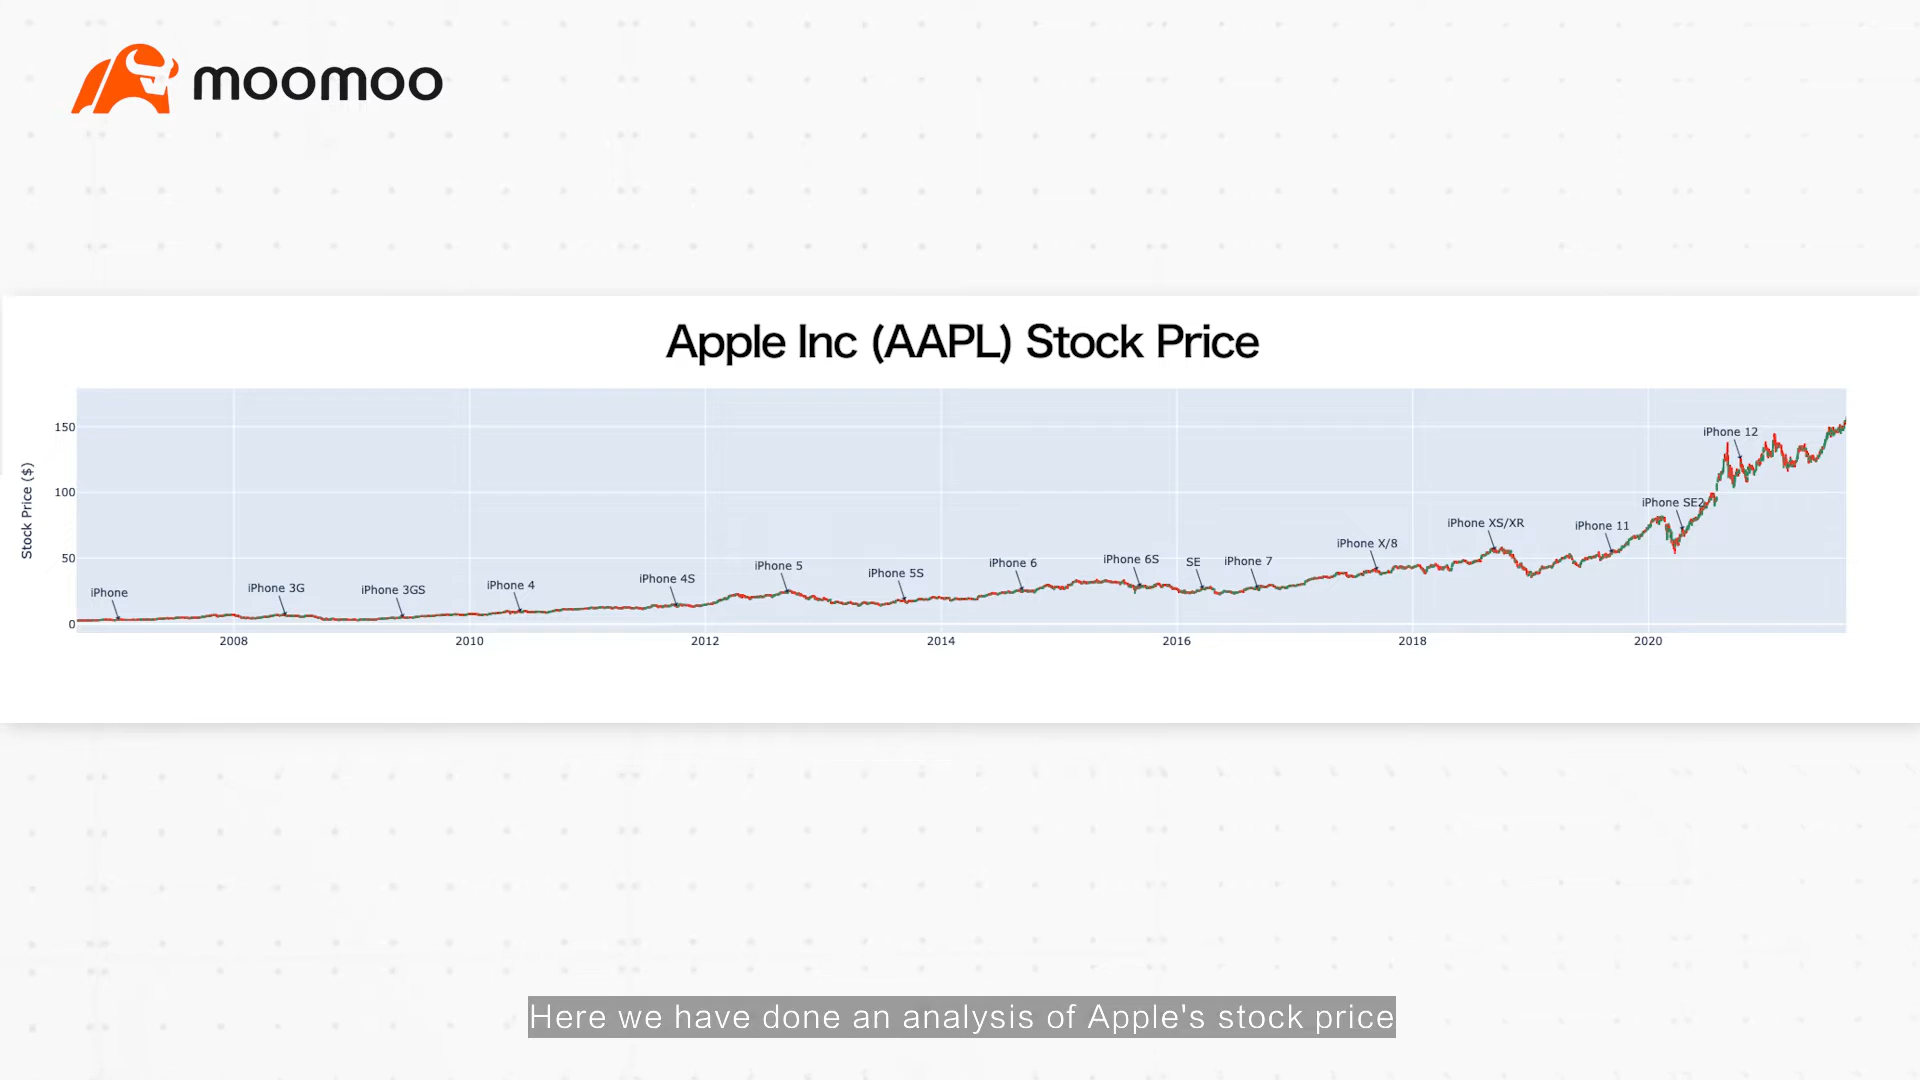 moomoo
Apple Inc (AAPL) Stock Price
Stock Price ($)
150
100
50
0
iPhone
iPhone 3G
iPhone 3GS
iPhone 4
iPhone 4S
iPhone 5
iPhone 5S
iPhone 6
iPhone 6S
SE
iPhone 7
iPhone X/8
iPhone XS/XR
iPhone 11
iPhone SE2
iPhone 12
2008
2010
2012
2014
2016
2018
2020
Here we have done an analysis of Apple's stock price